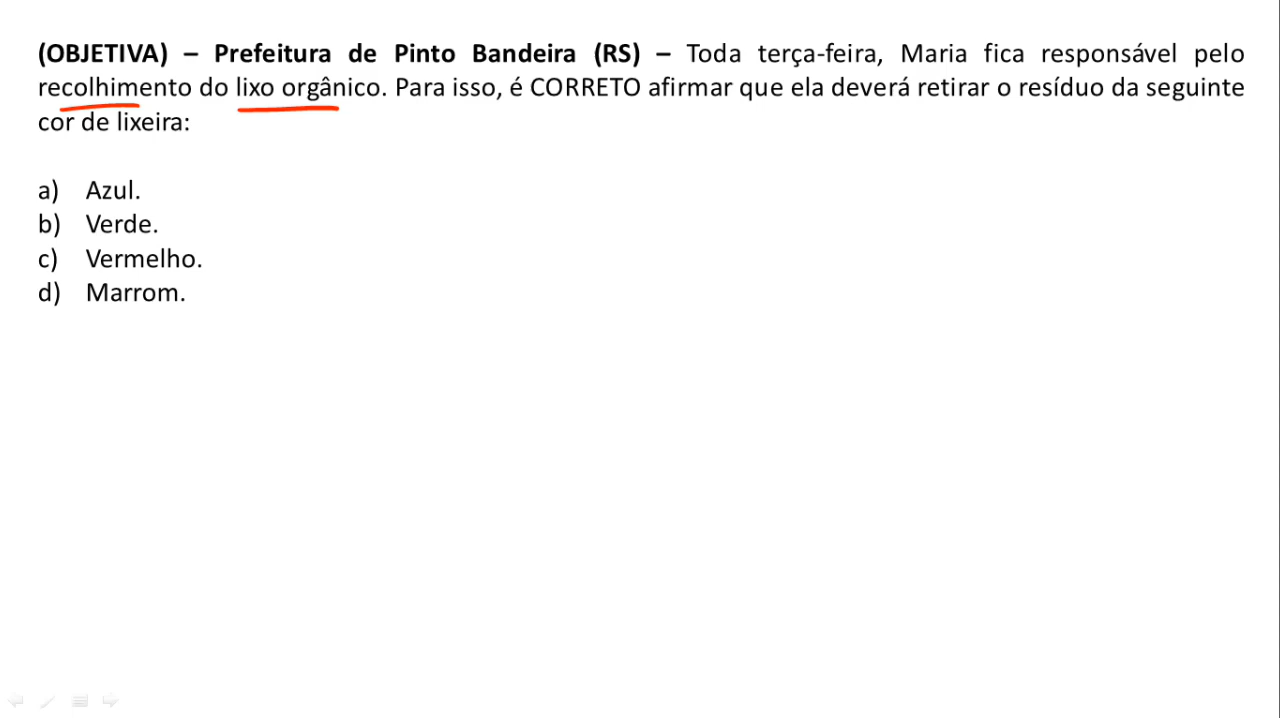 (OBJETIVA) – Prefeitura de Pinto Bandeira (RS) – Toda terça-feira, Maria fica responsável pelo
recolhimento do lixo orgânico. Para isso, é CORRETO afirmar que ela deverá retirar o resíduo da seguinte
cor de lixeira:
a) Azul.
b) Verde.
c) Vermelho.
d) Marrom.